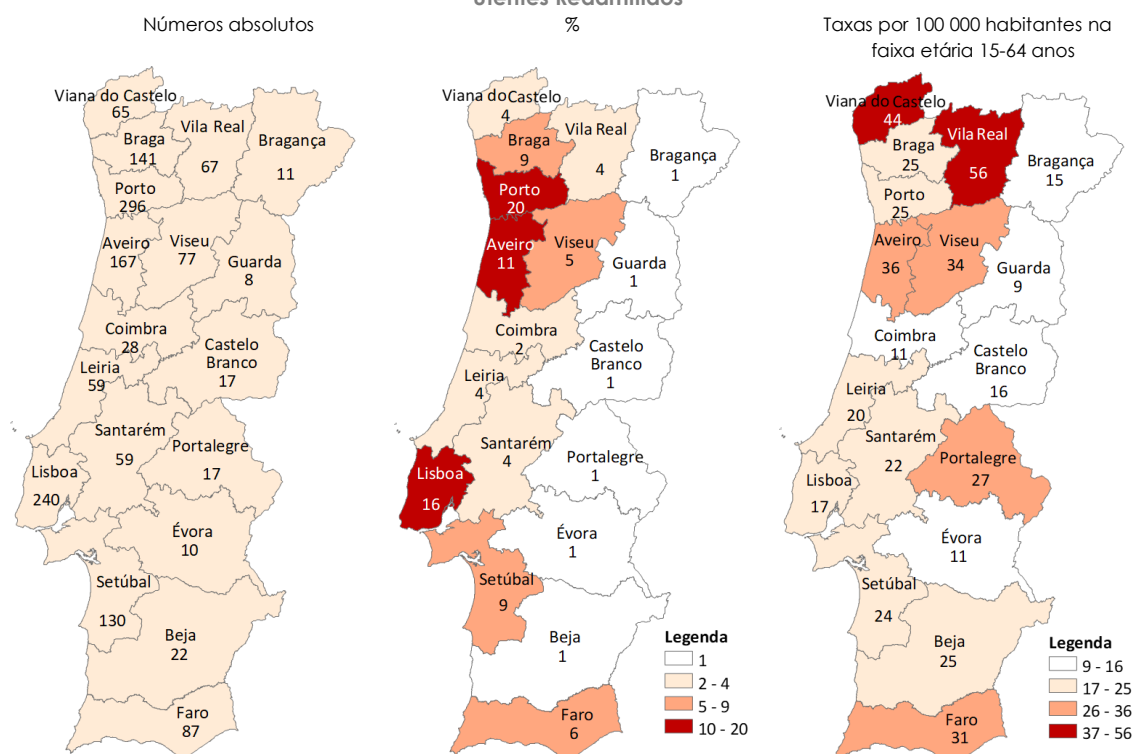 Utentes Readmitidos
Números absolutos
Viana do Castelo
65
Braga
141
Vila Real
67
Bragança
11
Porto
296
Aveiro
167
Viseu
77
Guarda
8
Coimbra
28
Castelo
Branco
17
Leiria
59
Santarém
59
Portalegre
17
Lisboa
240
Évora
10
Setúbal
130
Beja
22
Faro
87
%
Viana do Castelo
4
Braga
9
Vila Real
4
Bragança
1
Porto
20
Aveiro
11
Viseu
5
Guarda
1
Coimbra
2
Castelo
Branco
1
Leiria
4
Santarém
4
Portalegre
1
Lisboa
16
Évora
1
Setúbal
9
Beja
1
Faro
6
Legenda
1
2 - 4
5 - 9
10 - 20
Taxas por 100 000 habitantes na
faixa etária 15-64 anos
Viana do Castelo
44
Braga
25
Vila Real
56
Bragança
15
Porto
25
Aveiro
36
Viseu
34
Guarda
9
Coimbra
11
Castelo
Branco
16
Leiria
20
Santarém
22
Portalegre
27
Lisboa
17
Évora
11
Setúbal
24
Beja
25
Faro
31
Legenda
9 - 16
17 - 25
26 - 36
37 - 56